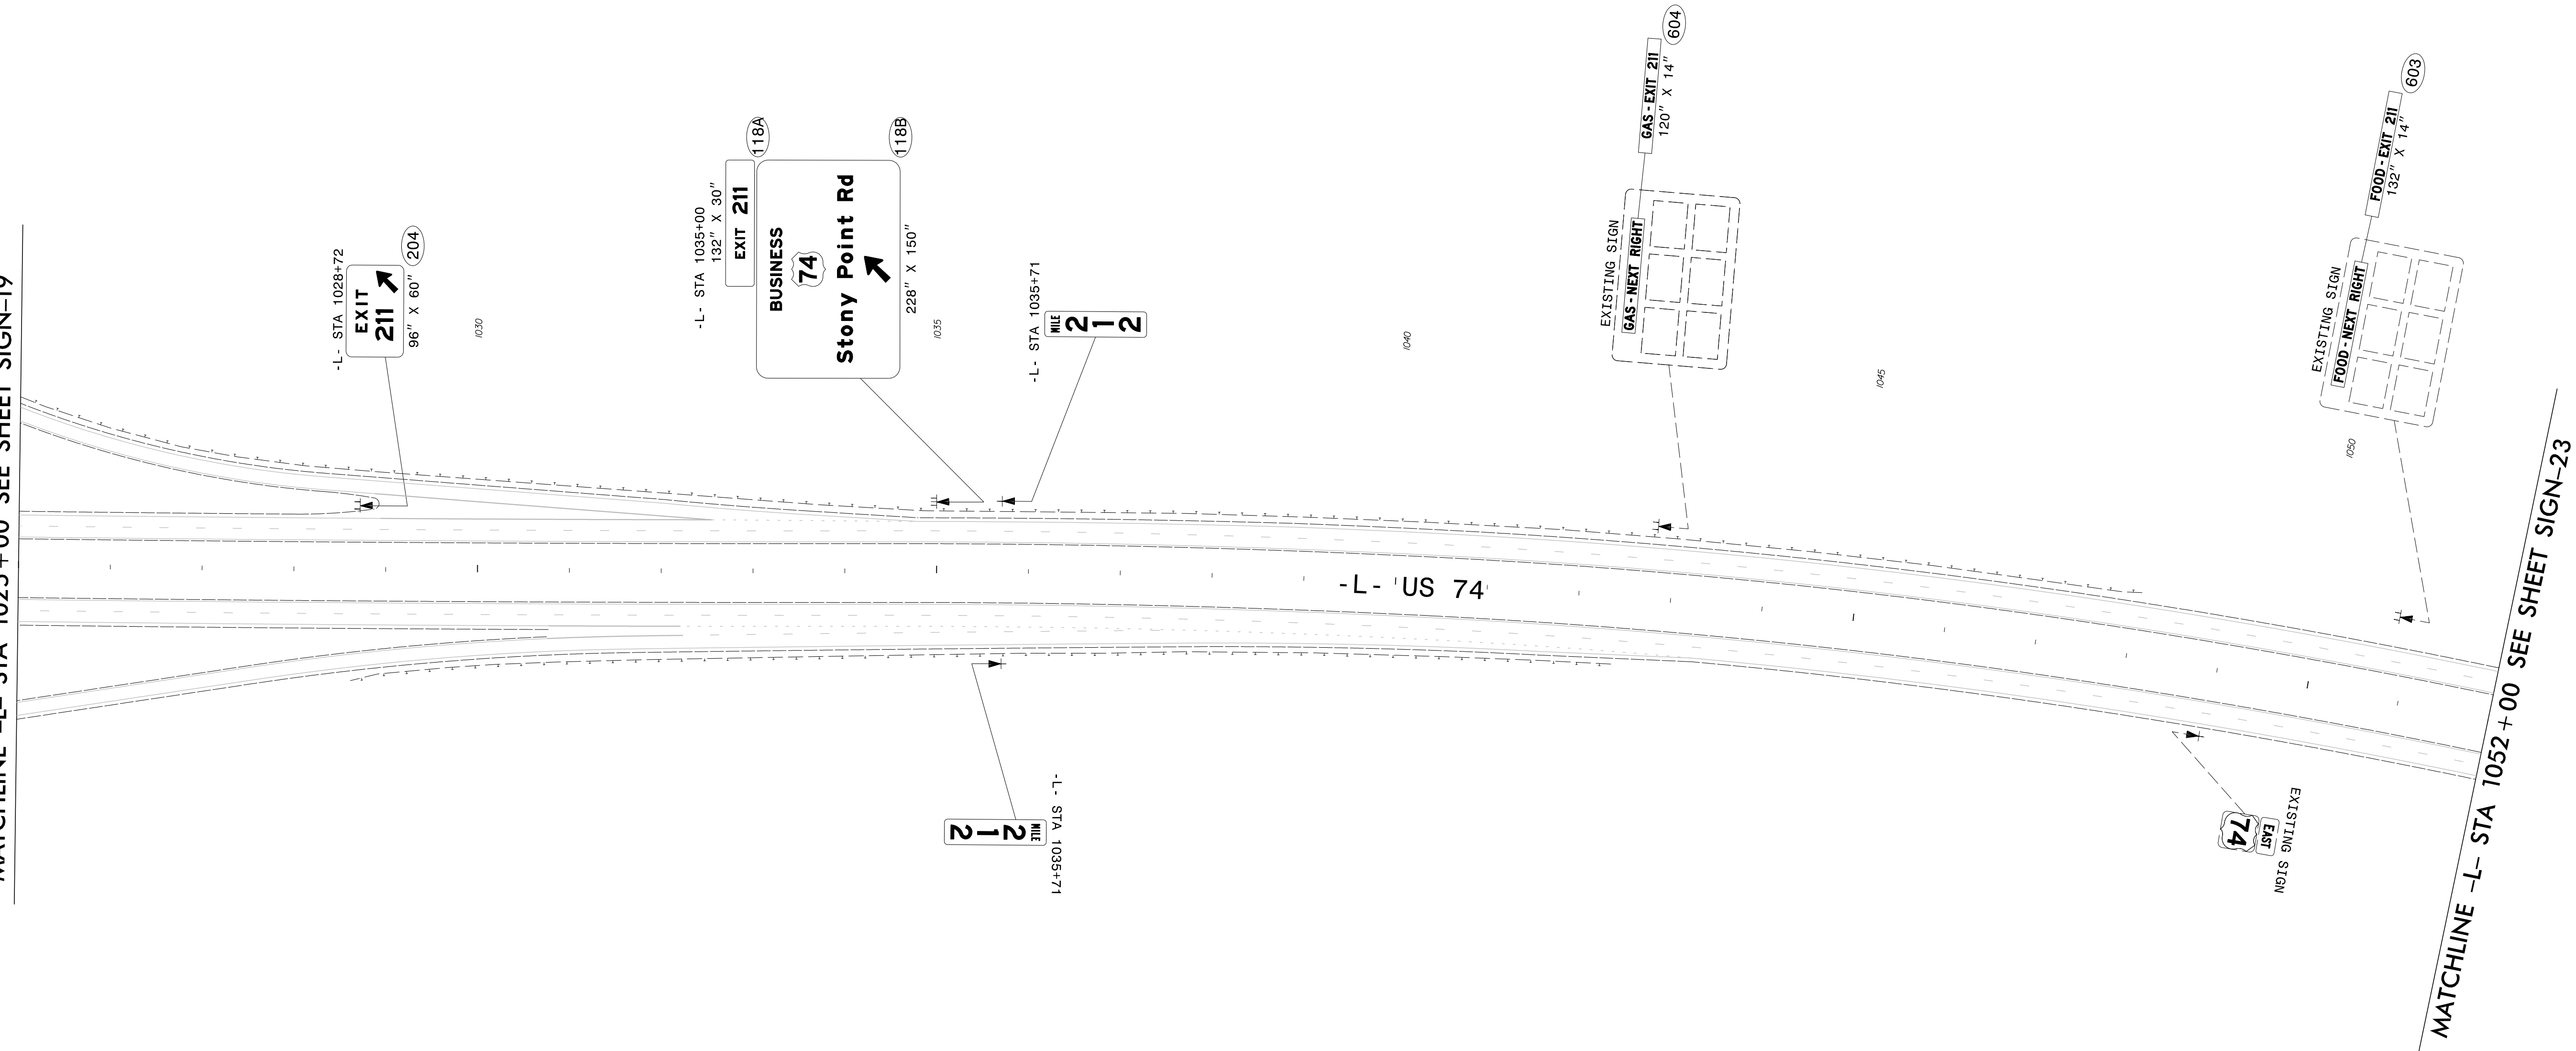 MATCHLINE -L- STA 1025+00 SEE SHEET SIGN-19
-L- STA 1028+72
EXIT
211
96" X 60"
204
1030
-L- STA 1035+00
132" X 30"
EXIT 211
118A
BUSINESS
74
Stony Point Rd
118B
228" X 150"
1035
-L- STA 1035+71
MILE
2
1
2
1040
EXISTING SIGN
GAS - NEXT RIGHT
GAS - EXIT 211
120" X 14"
604
1045
EXISTING SIGN
FOOD - NEXT RIGHT
FOOD - EXIT 211
132" X 14"
603
1050
-L- US 74
MILE
2
1
2
-L- STA 1035+71
EAST
74
EXISTING SIGN
MATCHLINE -L- STA 1052+00 SEE SHEET SIGN-23